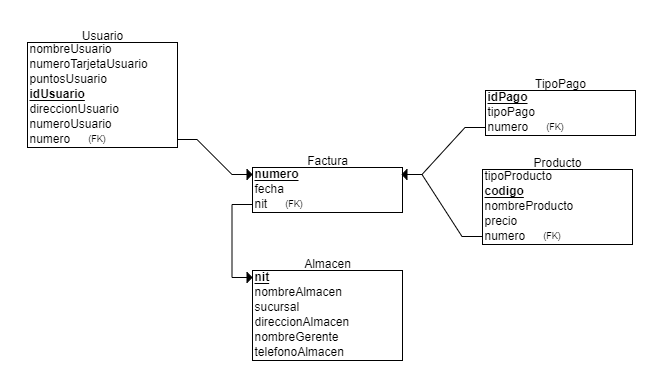 Usuario
nombreUsuario
numeroTarjetaUsuario
puntosUsuario
idUsuario
direccionUsuario
numeroUsuario
numero (FK)
TipoPago
idPago
tipoPago
numero (FK)
Factura
numero
fecha
nit (FK)
Producto
tipoProducto
codigo
nombreProducto
precio
numero (FK)
Almacen
nit
nombreAlmacen
sucursal
direccionAlmacen
nombreGerente
telefonoAlmacen